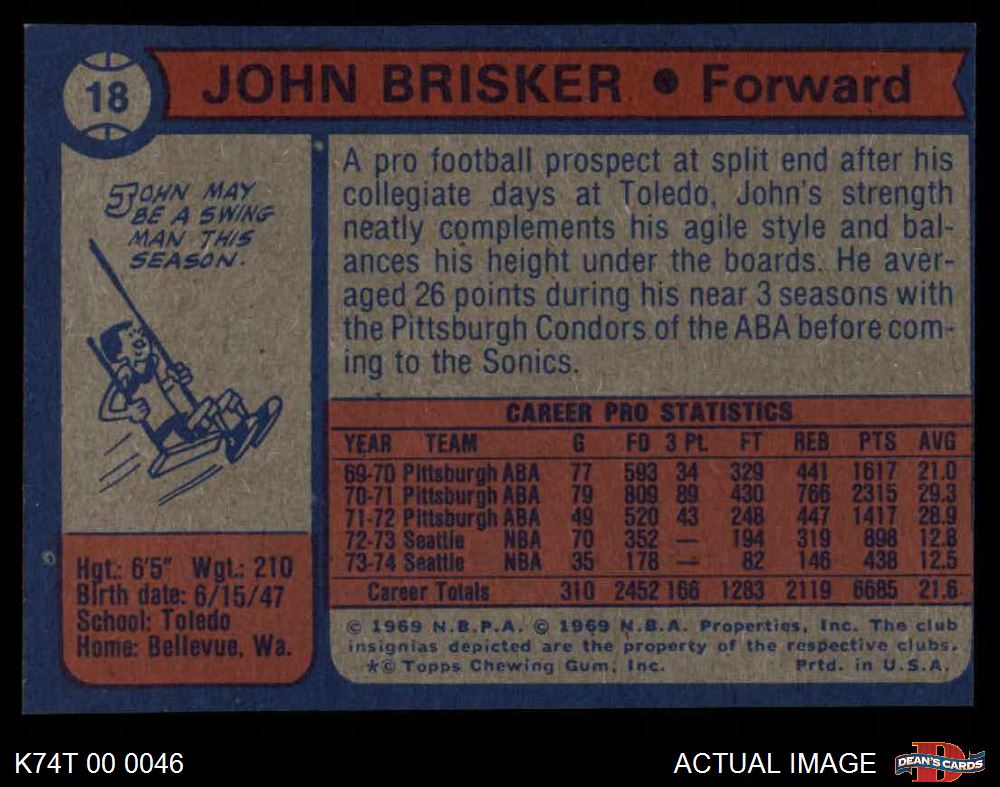 18
JOHN BRISKER • Forward
JOHN MAY
BE A SWING
MAN THIS
SEASON.
A pro football prospect at split end after his
collegiate days at Toledo, John's strength
neatly complements his agile style and bal-
ances his height under the boards. He aver-
aged 26 points during his near 3 seasons with
the Pittsburgh Condors of the ABA before com-
ing to the Sonics.
CAREER PRO STATISTICS
YEAR TEAM G FG 3 Pt. FT REB PTS AVG
69-70 Pittsburgh ABA 77 593 34 329 441 1617 21.0
70-71 Pittsburgh ABA 79 809 89 430 766 2315 29.3
71-72 Pittsburgh ABA 49 520 43 248 447 1417 28.9
72-73 Seattle NBA 70 352 — 194 319 898 12.8
73-74 Seattle NBA 35 178 — 82 146 438 12.5
Career Totals 310 2452 166 1283 2119 6685 21.6
Hgt.: 6'5" Wgt.: 210
Birth date: 6/15/47
School: Toledo
Home: Bellevue, Wa.
© 1969 N.B.P.A. © 1969 N.B.A. Properties, Inc. The club
insignias depicted are the property of the respective clubs.
★© Topps Chewing Gum, Inc. Prtd. in U.S.A.
K74T 00 0046
ACTUAL IMAGE
DEAN'S CARDS